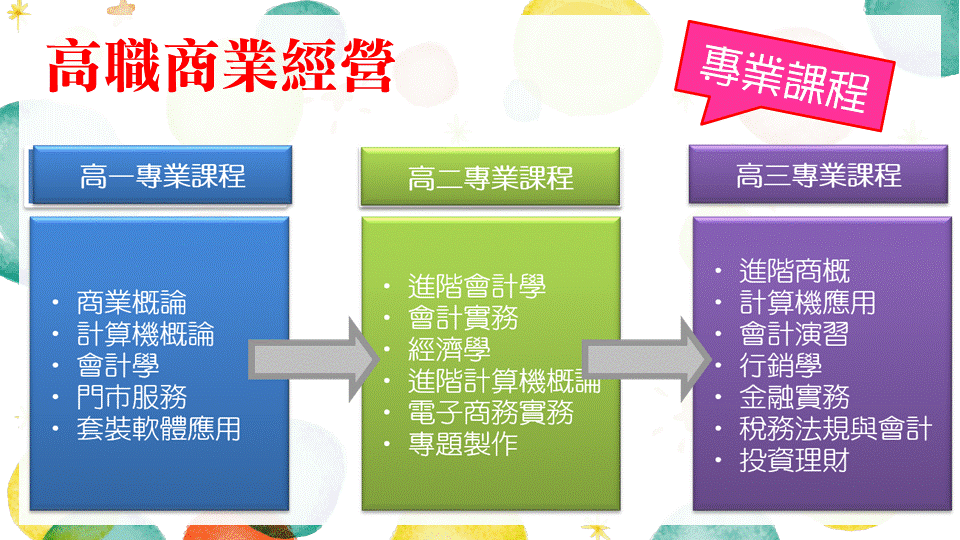 高職商業經營
專業課程
高一專業課程
• 商業概論
• 計算機概論
• 會計學
• 門市服務
• 套裝軟體應用
高二專業課程
• 進階會計學
• 會計實務
• 經濟學
• 進階計算機概論
• 電子商務實務
• 專題製作
高三專業課程
• 進階商概
• 計算機應用
• 會計演習
• 行銷學
• 金融實務
• 稅務法規與會計
• 投資理財